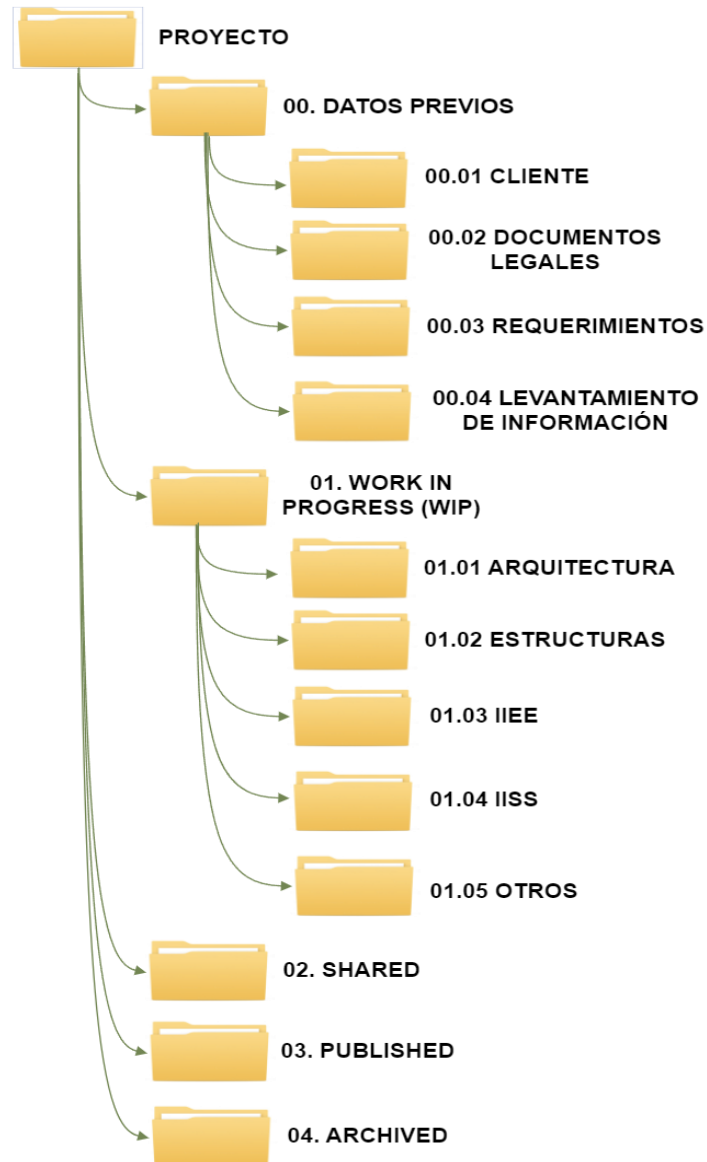 PROYECTO
00. DATOS PREVIOS
00.01 CLIENTE
00.02 DOCUMENTOS
LEGALES
00.03 REQUERIMIENTOS
00.04 LEVANTAMIENTO
DE INFORMACIÓN
01. WORK IN
PROGRESS (WIP)
01.01 ARQUITECTURA
01.02 ESTRUCTURAS
01.03 IIEE
01.04 IISS
01.05 OTROS
02. SHARED
03. PUBLISHED
04. ARCHIVED